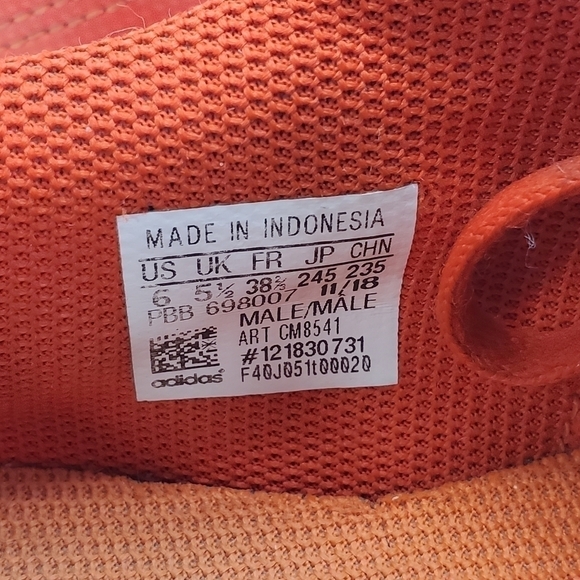 MADE IN INDONESIA
US UK FR JP CHN
6 5½ 38⅔ 245 235
PBB 698007 11/18
MALE/MÂLE
ART CM8541
#121830731
F40J051t00020
adidas®